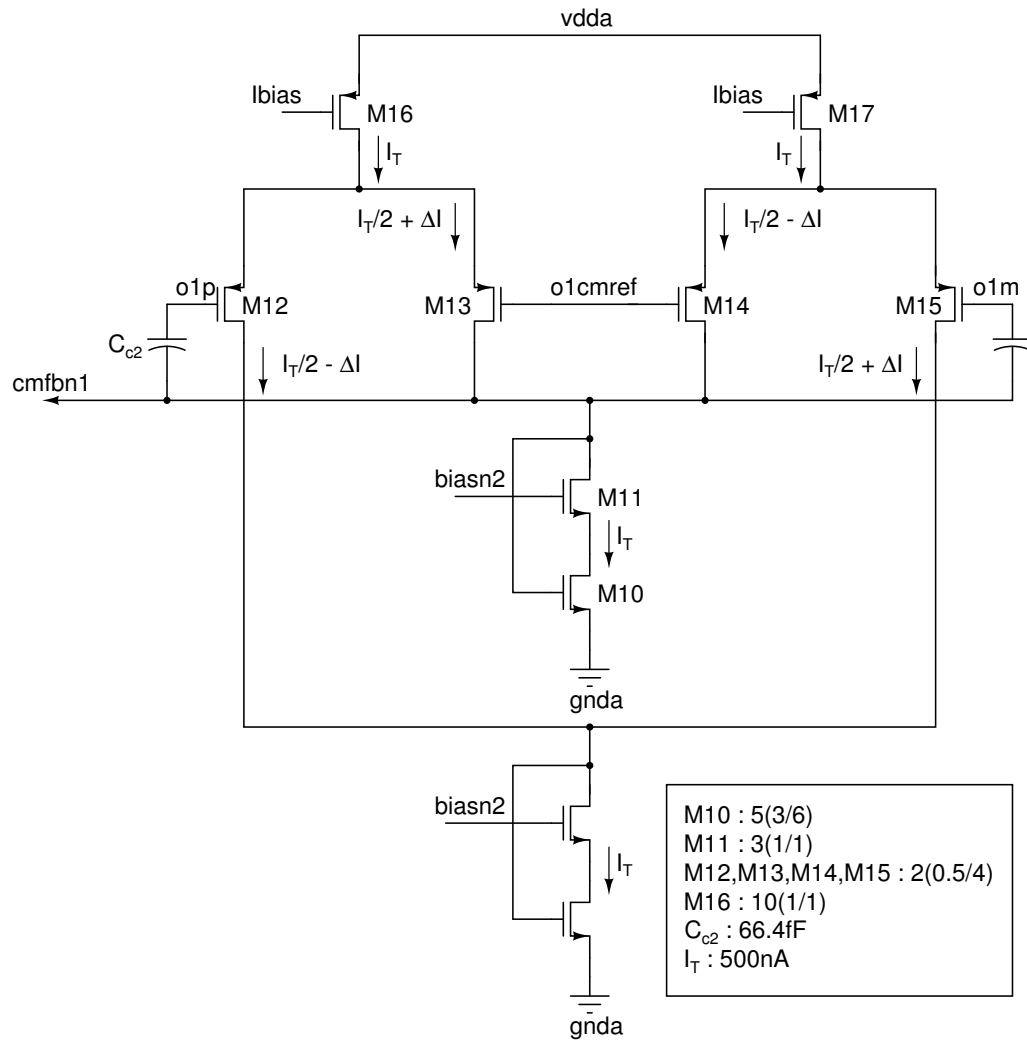 vdda
Ibias
M16
Ibias
M17
I_T
I_T
I_T/2 + ΔI
I_T/2 - ΔI
o1p
M12
M13
o1cmref
M14
M15
o1m
C_c2
I_T/2 - ΔI
I_T/2 + ΔI
cmfbn1
biasn2
M11
I_T
M10
gnda
biasn2
I_T
gnda
M10 : 5(3/6)
M11 : 3(1/1)
M12,M13,M14,M15 : 2(0.5/4)
M16 : 10(1/1)
C_c2 : 66.4fF
I_T : 500nA